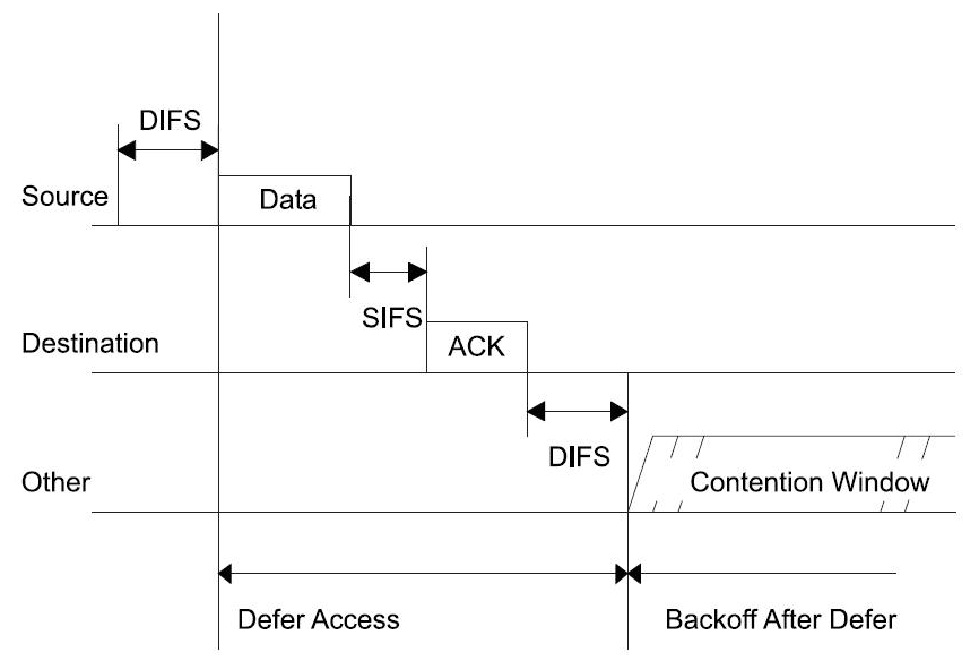 DIFS
Source
Data
SIFS
Destination
ACK
DIFS
Other
Contention Window
Defer Access
Backoff After Defer